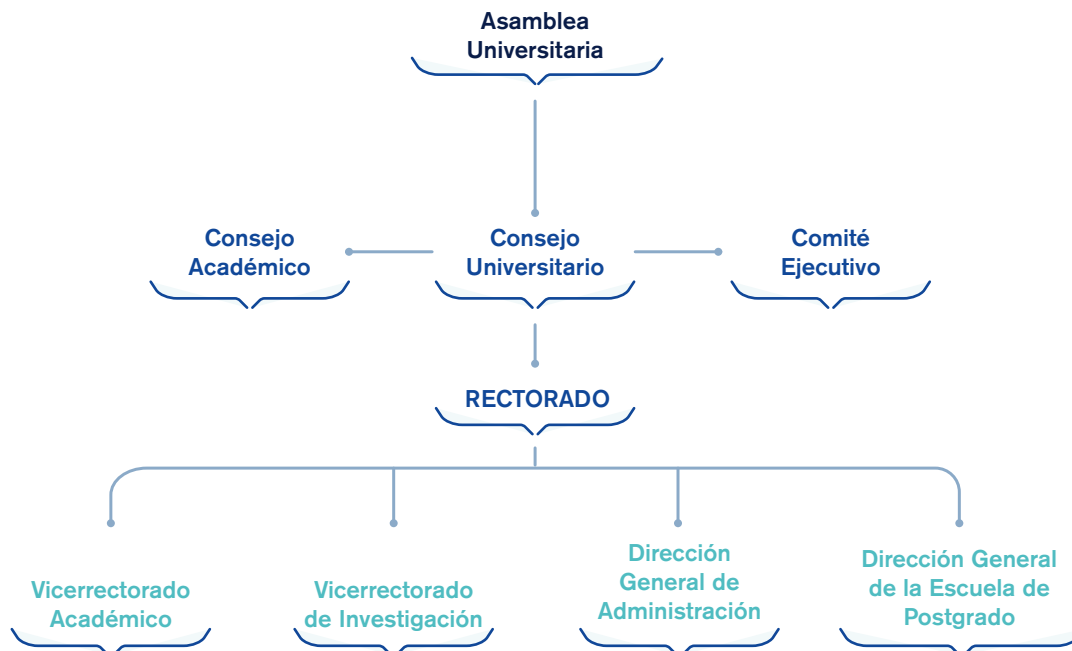 Asamblea
Universitaria
Consejo
Académico
Consejo
Universitario
Comité
Ejecutivo
RECTORADO
Vicerrectorado
Académico
Vicerrectorado
de Investigación
Dirección
General de
Administración
Dirección General
de la Escuela de
Postgrado